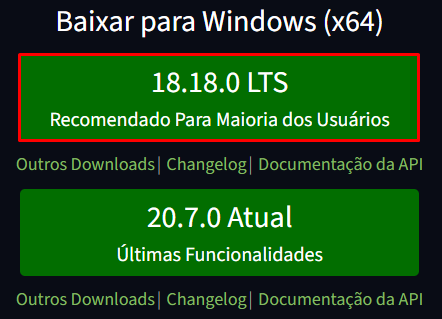 Baixar para Windows (x64)
18.18.0 LTS
Recomendado Para Maioria dos Usuários
Outros Downloads| Changelog| Documentação da API
20.7.0 Atual
Últimas Funcionalidades
Outros Downloads| Changelog| Documentação da API